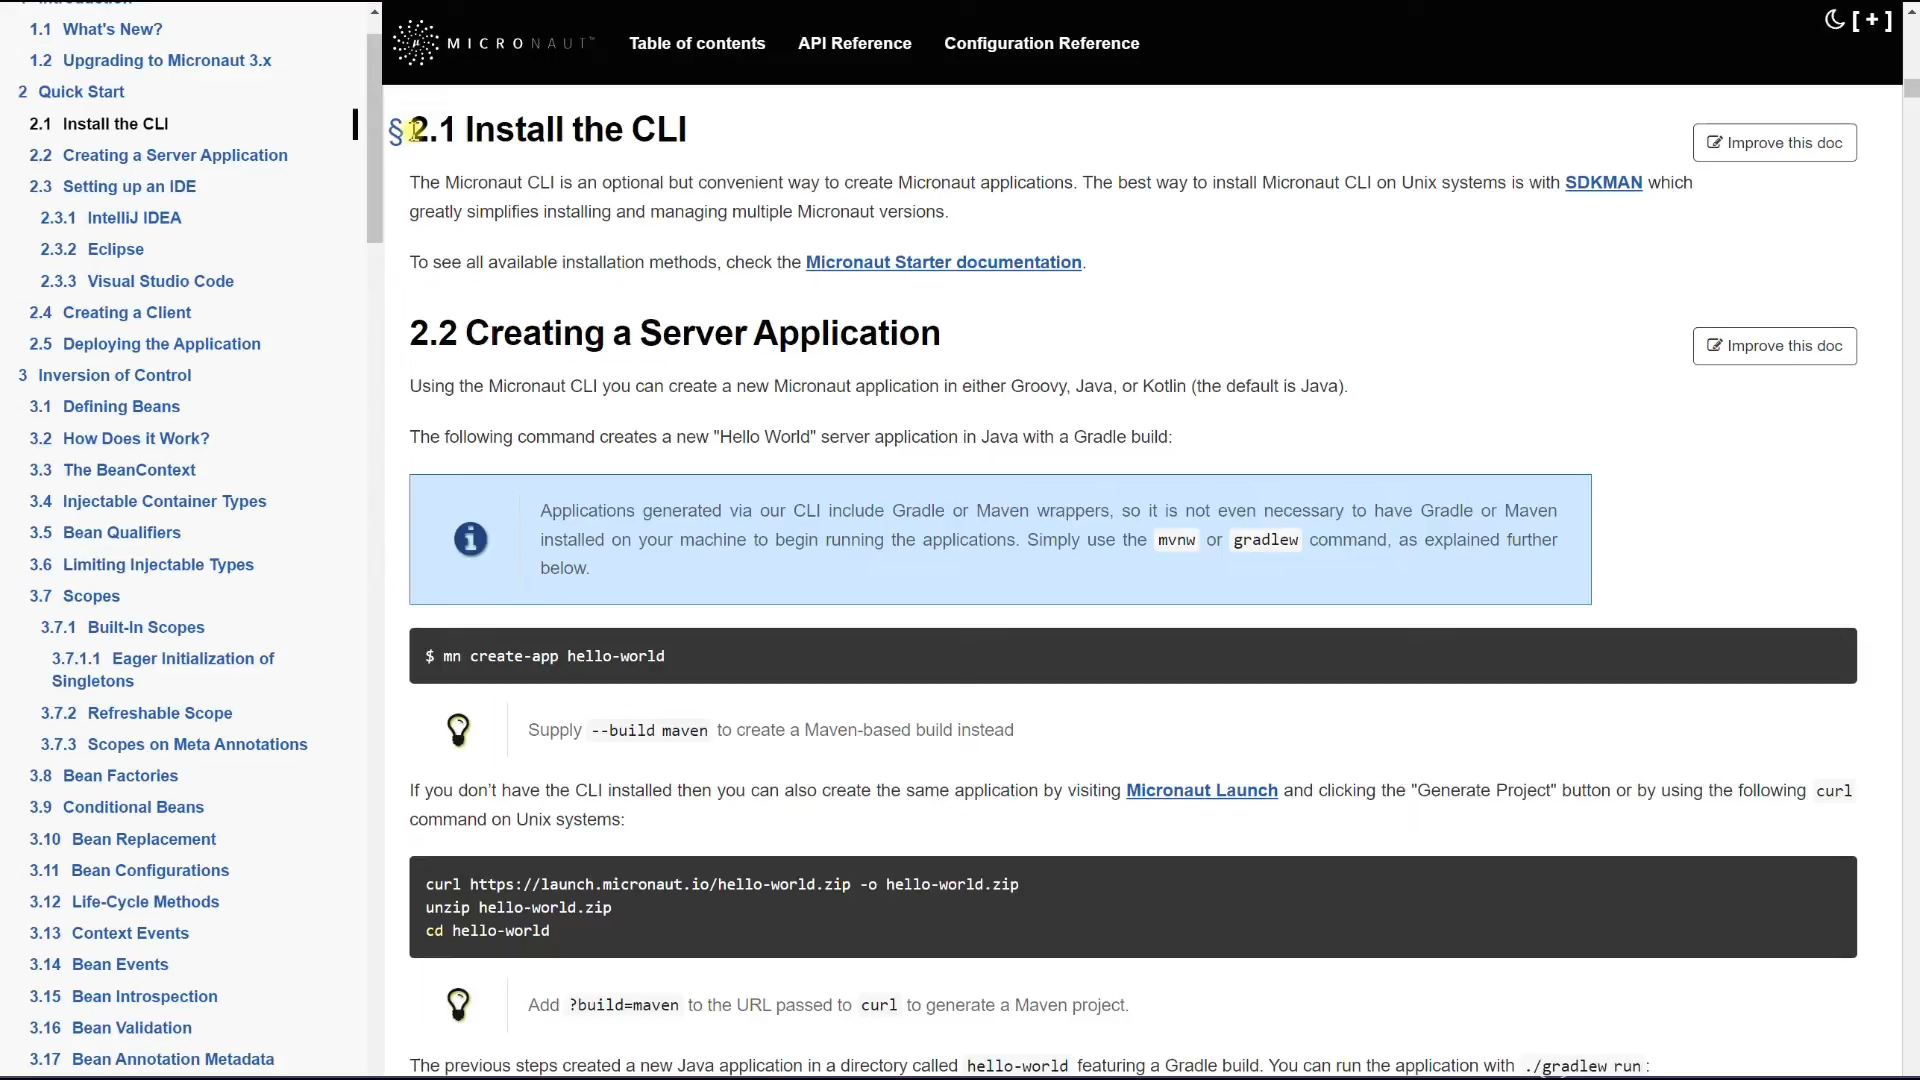 1.1 What's New?
1.2 Upgrading to Micronaut 3.x
2 Quick Start
2.1 Install the CLI
2.2 Creating a Server Application
2.3 Setting up an IDE
2.3.1 IntelliJ IDEA
2.3.2 Eclipse
2.3.3 Visual Studio Code
2.4 Creating a Client
2.5 Deploying the Application
3 Inversion of Control
3.1 Defining Beans
3.2 How Does it Work?
3.3 The BeanContext
3.4 Injectable Container Types
3.5 Bean Qualifiers
3.6 Limiting Injectable Types
3.7 Scopes
3.7.1 Built-In Scopes
3.7.1.1 Eager Initialization of
Singletons
3.7.2 Refreshable Scope
3.7.3 Scopes on Meta Annotations
3.8 Bean Factories
3.9 Conditional Beans
3.10 Bean Replacement
3.11 Bean Configurations
3.12 Life-Cycle Methods
3.13 Context Events
3.14 Bean Events
3.15 Bean Introspection
3.16 Bean Validation
3.17 Bean Annotation Metadata
MICRONAUT™ Table of contents API Reference Configuration Reference
[+]
§ 2.1 Install the CLI
Improve this doc
The Micronaut CLI is an optional but convenient way to create Micronaut applications. The best way to install Micronaut CLI on Unix systems is with SDKMAN which
greatly simplifies installing and managing multiple Micronaut versions.
To see all available installation methods, check the Micronaut Starter documentation.
2.2 Creating a Server Application
Improve this doc
Using the Micronaut CLI you can create a new Micronaut application in either Groovy, Java, or Kotlin (the default is Java).
The following command creates a new "Hello World" server application in Java with a Gradle build:
Applications generated via our CLI include Gradle or Maven wrappers, so it is not even necessary to have Gradle or Maven
installed on your machine to begin running the applications. Simply use the mvnw or gradlew command, as explained further
below.
$ mn create-app hello-world
Supply --build maven to create a Maven-based build instead
If you don’t have the CLI installed then you can also create the same application by visiting Micronaut Launch and clicking the "Generate Project" button or by using the following curl
command on Unix systems:
curl https://launch.micronaut.io/hello-world.zip -o hello-world.zip
unzip hello-world.zip
cd hello-world
Add ?build=maven to the URL passed to curl to generate a Maven project.
The previous steps created a new Java application in a directory called hello-world featuring a Gradle build. You can run the application with ./gradlew run: